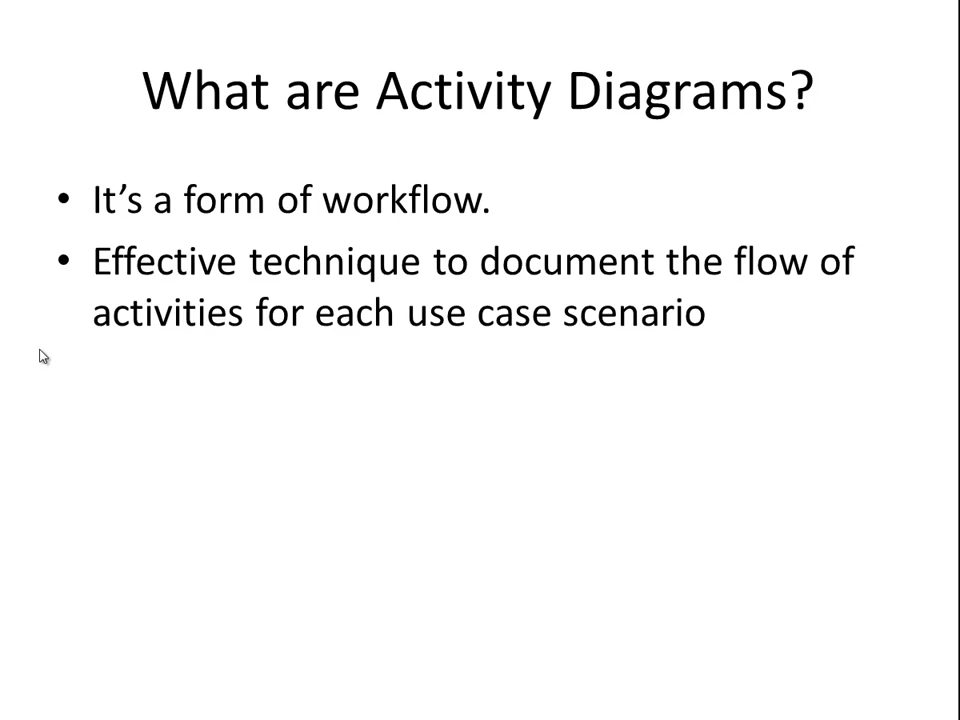 What are Activity Diagrams?
• It’s a form of workflow.
• Effective technique to document the flow of
activities for each use case scenario